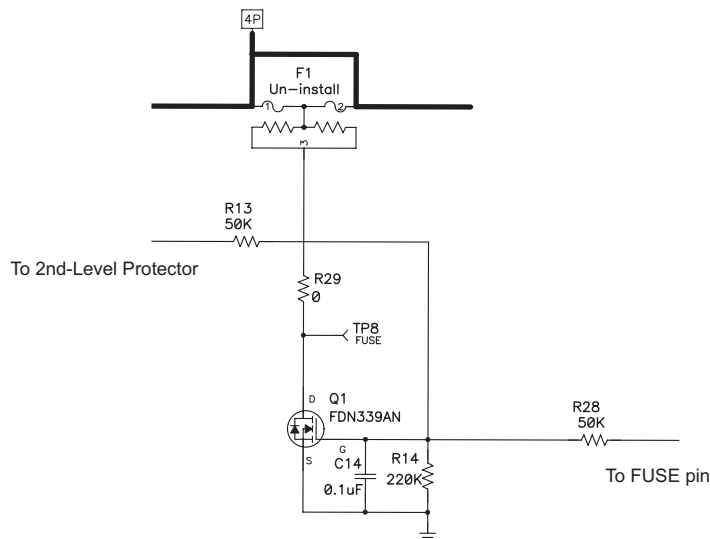 4P
F1
Un-install
1 2
3
R13
50K
To 2nd-Level Protector
R29
0
TP8
FUSE
D Q1
FDN339AN
G
S
C14
0.1uF
R14
220K
R28
50K
To FUSE pin